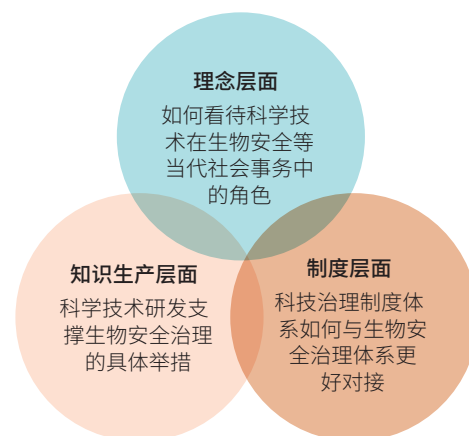 理念层面
如何看待科学技
术在生物安全等
当代社会事务中
的角色
知识生产层面
科学技术研发支
撑生物安全治理
的具体举措
制度层面
科技治理制度体
系如何与生物安
全治理体系更
好对接